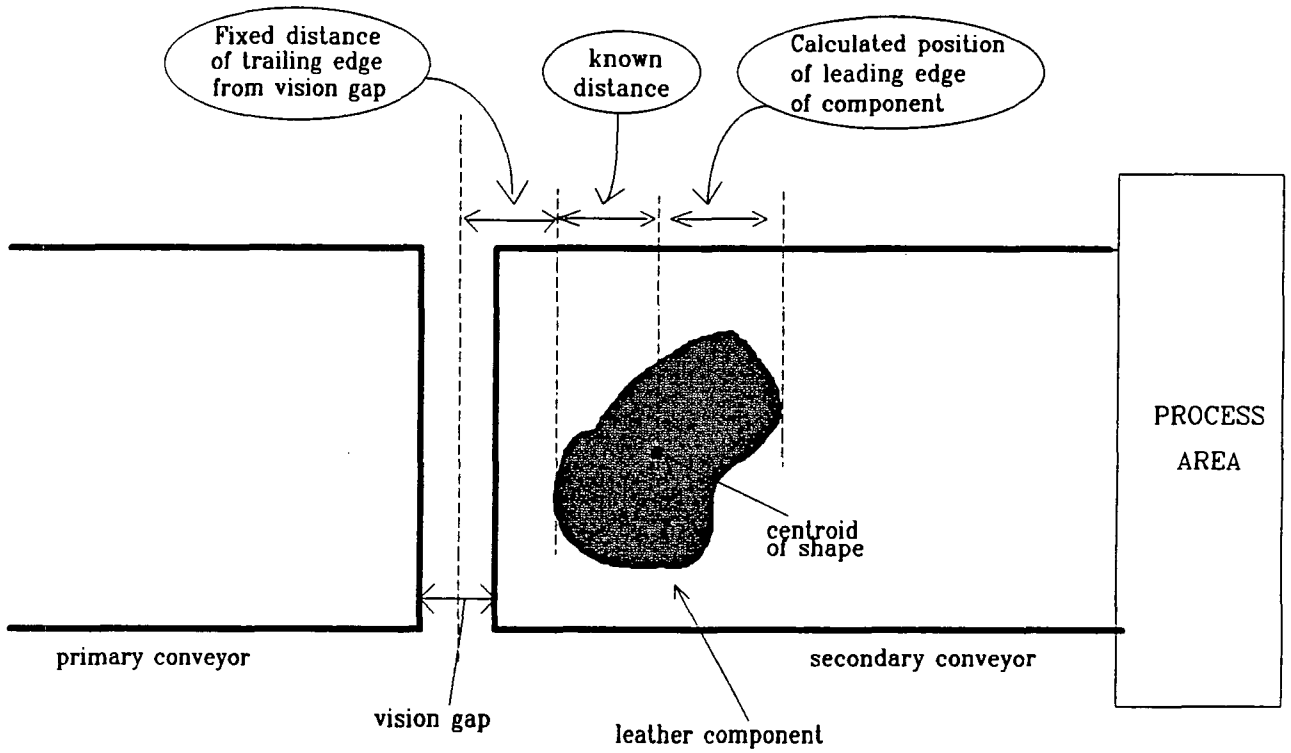 Fixed distance
of trailing edge
from vision gap
known
distance
Calculated position
of leading edge
of component
PROCESS
AREA
centroid
of shape
primary conveyor
secondary conveyor
vision gap
leather component